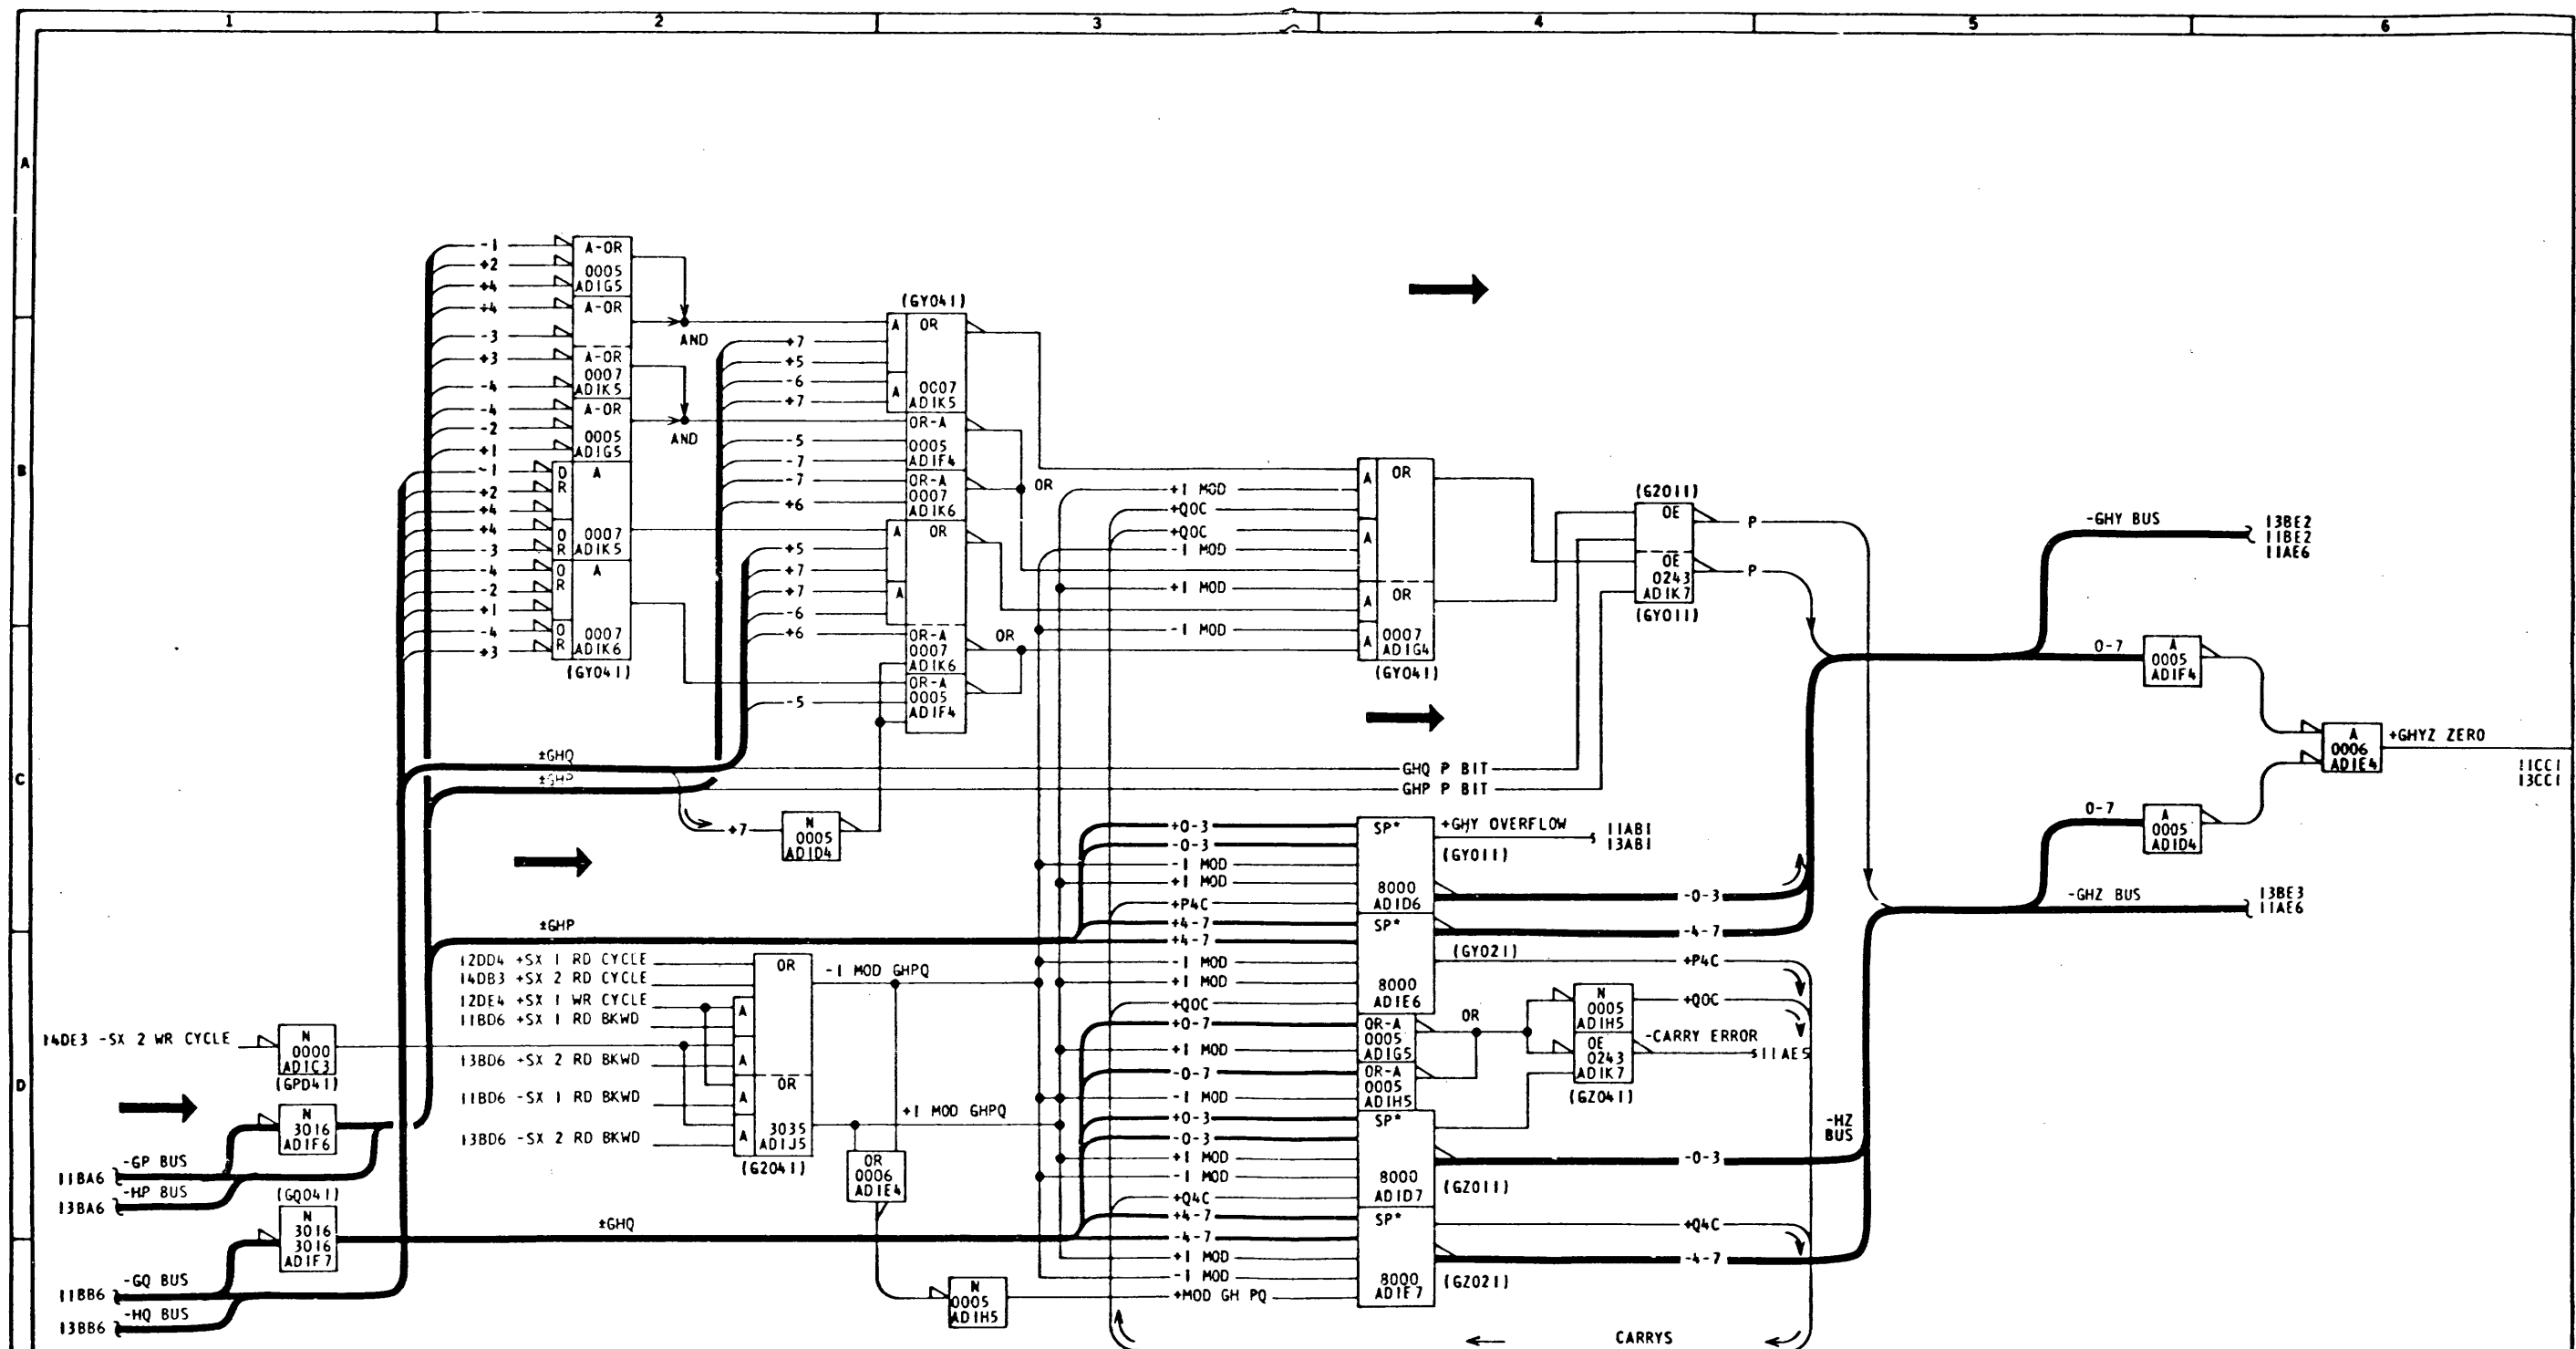 1 2 3 4 5 6
A
B
C
D
-1
+2
+4
+4
-3
+3
-4
-4
-2
+1
A-OR
0005
ADIG5
A-OR
A-OR
0007
ADIK5
A-OR
0005
ADIG5
AND
AND
-1
+2
+4
+4
-3
-4
-2
+1
-4
+3
OR
A
0007
ADIK5
OR
OR
A
0007
ADIK6
OR
(GY041)
(GY041)
+7
+5
-6
+7
-5
-7
-7
+6
A OR
A
0007
ADIK5
OR-A
0005
ADIF4
OR-A
0007
ADIK6
OR
+5
+7
+7
-6
+6
-5
A OR
A
OR-A
0007
ADIK6
OR-A
0005
ADIF4
OR
+1 MOD
+Q0C
+Q0C
-1 MOD
+1 MOD
-1 MOD
A OR
A
A OR
A
0007
ADIG4
(GY041)
(GZ011)
OE
OE
0243
ADIK7
(GY011)
P
P
-GHY BUS
13BE2
11BE2
11AE6
0-7
A
0005
ADIF4
A
0006
ADIE4
+GHYZ ZERO
11CC1
13CC1
0-7
A
0005
ADID4
-GHZ BUS
13BE3
11AE6
±GHQ
±GHP
GHQ P BIT
GHP P BIT
+7
N
0005
ADID4
+0-3
-0-3
-1 MOD
+1 MOD
+P4C
SP*
8000
ADID6
+GHY OVERFLOW
11AB1
13AB1
(GY011)
-0-3
±GHP
+4-7
+4-7
-1 MOD
+1 MOD
+Q0C
SP*
8000
ADIE6
-4-7
(GY021)
+P4C
12DD4 +SX 1 RD CYCLE
14DB3 +SX 2 RD CYCLE
12DE4 +SX 1 WR CYCLE
11BD6 +SX 1 RD BKWD
13BD6 +SX 2 RD BKWD
11BD6 -SX 1 RD BKWD
13BD6 -SX 2 RD BKWD
OR
A
A
OR
A
A
3035
ADIJ5
(GZ041)
-1 MOD GHPQ
+1 MOD GHPQ
OR
0006
ADIE4
14DE3 -SX 2 WR CYCLE
N
0000
ADIC3
(GPD41)
+0-7
+1 MOD
-0-7
-1 MOD
OR-A
0005
ADIG5
OR-A
0005
ADIH5
OR
N
0005
ADIH5
OE
0243
ADIK7
(GZ041)
+Q0C
-CARRY ERROR
11AE5
+0-3
-0-3
+1 MOD
-1 MOD
+Q4C
SP*
8000
ADID7
(GZ011)
-0-3
-HZ
BUS
N
3016
ADIF6
-GP BUS
11BA6
-HP BUS
13BA6
(GQ041)
N
3016
3016
ADIF7
±GHQ
-GQ BUS
11BB6
-HQ BUS
13BB6
+4-7
-4-7
+1 MOD
-1 MOD
+MOD GH PQ
SP*
8000
ADIE7
(GZ021)
+Q4C
-4-7
N
0005
ADIH5
CARRYS